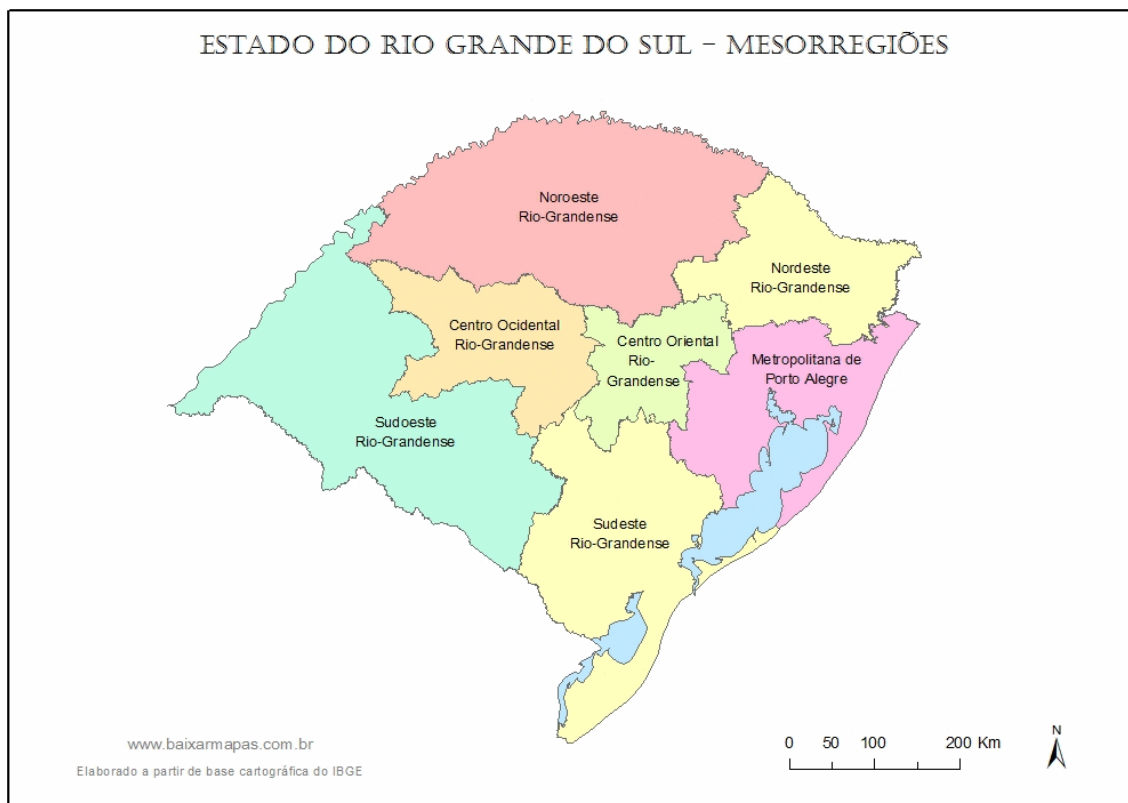 ESTADO DO RIO GRANDE DO SUL – MESORREGIÕES
Noroeste
Rio-Grandense
Nordeste
Rio-Grandense
Centro Ocidental
Rio-Grandense
Centro Oriental
Rio-
Grandense
Metropolitana de
Porto Alegre
Sudoeste
Rio-Grandense
Sudeste
Rio-Grandense
www.baixarmapas.com.br
Elaborado a partir de base cartográfica do IBGE
0 50 100 200 Km
N